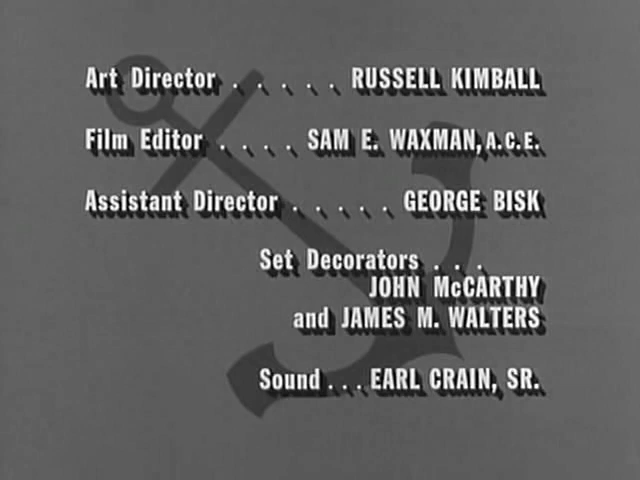 Art Director . . . . . RUSSELL KIMBALL
Film Editor . . . . SAM E. WAXMAN, A.C.E.
Assistant Director . . . . . GEORGE BISK
Set Decorators . . .
JOHN McCARTHY
and JAMES M. WALTERS
Sound . . . EARL CRAIN, SR.